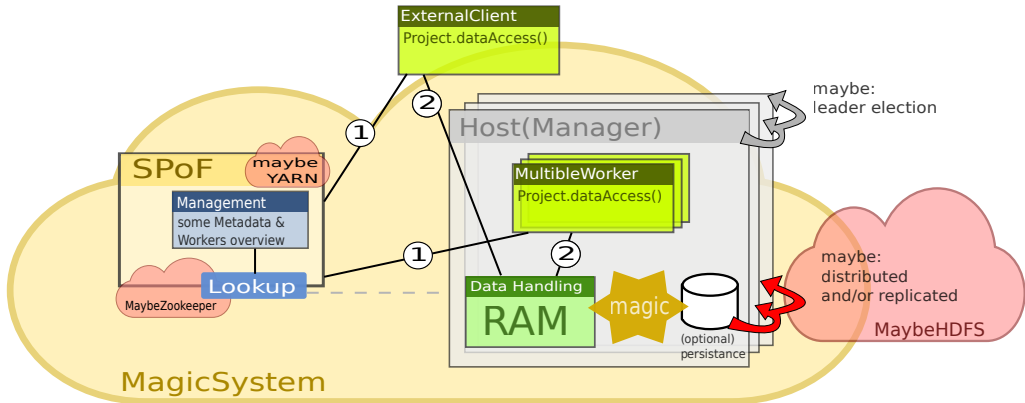 ExternalClient
Project.dataAccess()
2
1
maybe:
leader election
Host(Manager)
SPoF
maybe
YARN
MultibleWorker
Project.dataAccess()
Management
some Metadata &
Workers overview
1
2
maybe:
distributed
and/or replicated
Lookup
MaybeZookeeper
Data Handling
RAM
magic
(optional)
persistance
MaybeHDFS
MagicSystem